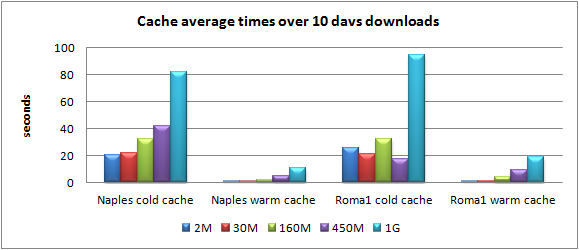 Cache average times over 10 davs downloads
100
80
60
40
20
0
seconds
Naples cold cache
Naples warm cache
Roma1 cold cache
Roma1 warm cache
2M
30M
160M
450M
1G